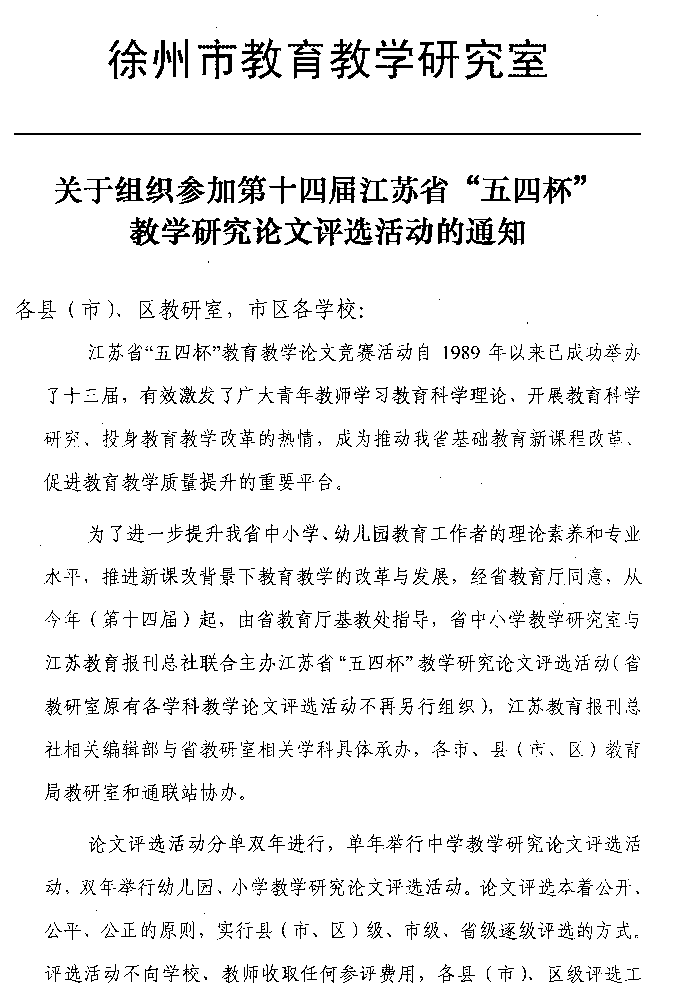 徐州市教育教学研究室
关于组织参加第十四届江苏省“五四杯”
教学研究论文评选活动的通知
各县（市）、区教研室，市区各学校：
江苏省“五四杯”教育教学论文竞赛活动自 1989 年以来已成功举办
了十三届，有效激发了广大青年教师学习教育科学理论、开展教育科学
研究、投身教育教学改革的热情，成为推动我省基础教育新课程改革、
促进教育教学质量提升的重要平台。
为了进一步提升我省中小学、幼儿园教育工作者的理论素养和专业
水平，推进新课改背景下教育教学的改革与发展，经省教育厅同意，从
今年（第十四届）起，由省教育厅基教处指导，省中小学教学研究室与
江苏教育报刊总社联合主办江苏省“五四杯”教学研究论文评选活动（省
教研室原有各学科教学论文评选活动不再另行组织），江苏教育报刊总
社相关编辑部与省教研室相关学科具体承办，各市、县（市、区）教育
局教研室和通联站协办。
论文评选活动分单双年进行，单年举行中学教学研究论文评选活
动，双年举行幼儿园、小学教学研究论文评选活动。论文评选本着公开、
公平、公正的原则，实行县（市、区）级、市级、省级逐级评选的方式。
评选活动不向学校、教师收取任何参评费用，各县（市）、区级评选工